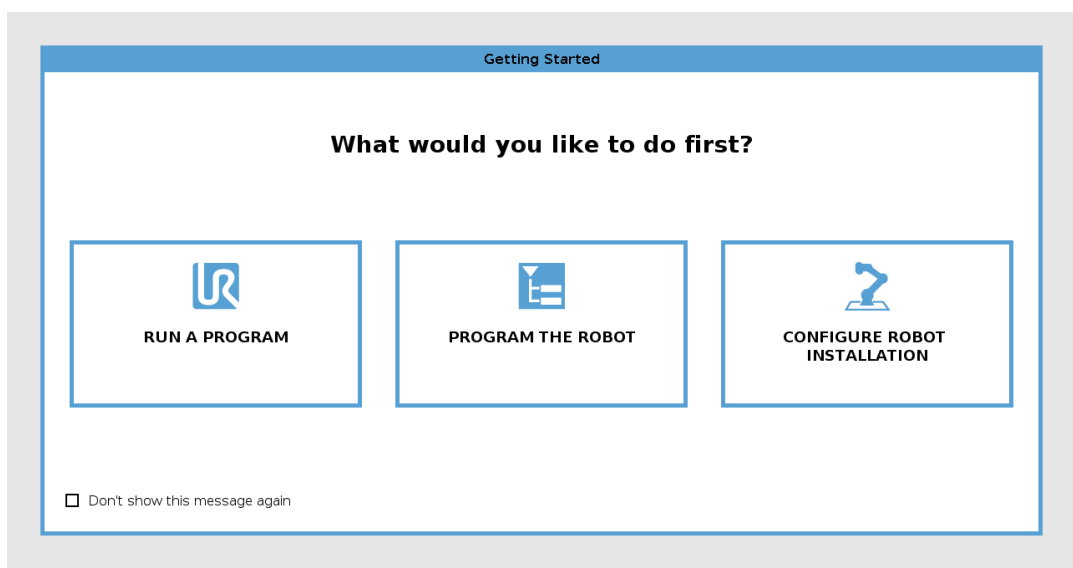 Getting Started
What would you like to do first?
RUN A PROGRAM
PROGRAM THE ROBOT
CONFIGURE ROBOT
INSTALLATION
Don't show this message again